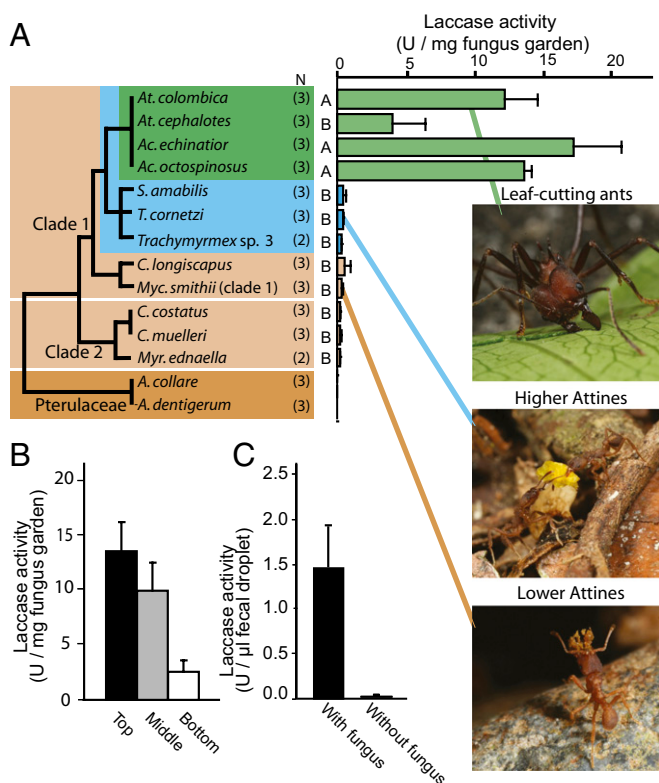 A
Laccase activity
(U / mg fungus garden)
N
0 5 10 15 20
At. colombica (3) A
At. cephalotes (3) B
Ac. echinatior (3) A
Ac. octospinosus (3) A
S. amabilis (3) B
T. cornetzi (3) B
Trachymyrmex sp. 3 (2) B
C. longiscapus (3) B
Myc. smithii (clade 1) (3) B
C. costatus (3) B
C. muelleri (3) B
Myr. ednaella (2) B
A. collare (3)
A. dentigerum (3)
Clade 1
Clade 2
Pterulaceae
Leaf-cutting ants
Higher Attines
Lower Attines
B
Laccase activity
(U / mg fungus garden)
20
15
10
5
0
Top
Middle
Bottom
C
Laccase activity
(U / µl fecal droplet)
2.5
2.0
1.5
1.0
0.5
0.0
With fungus
Without fungus